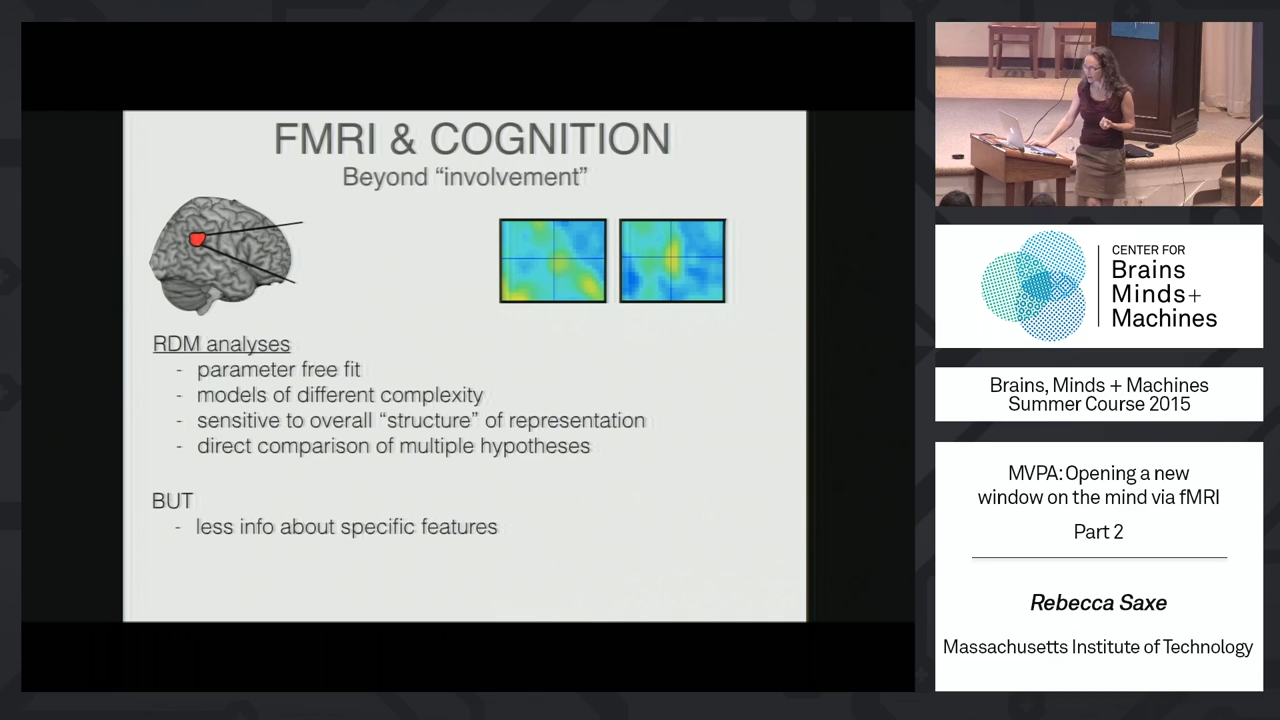 FMRI & COGNITION
Beyond “involvement”
RDM analyses
- parameter free fit
- models of different complexity
- sensitive to overall “structure” of representation
- direct comparison of multiple hypotheses
BUT
- less info about specific features
CENTER FOR
Brains
Minds+
Machines
Brains, Minds + Machines
Summer Course 2015
MVPA: Opening a new
window on the mind via fMRI
Part 2
Rebecca Saxe
Massachusetts Institute of Technology